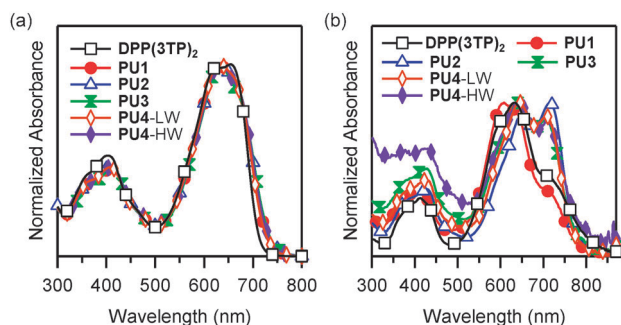 (a)
Normalized Absorbance
DPP(3TP)2
PU1
PU2
PU3
PU4-LW
PU4-HW
300 400 500 600 700 800
Wavelength (nm)
(b)
Normalized Absorbance
DPP(3TP)2 PU1
PU2 PU3
PU4-LW
PU4-HW
300 400 500 600 700 800
Wavelength (nm)